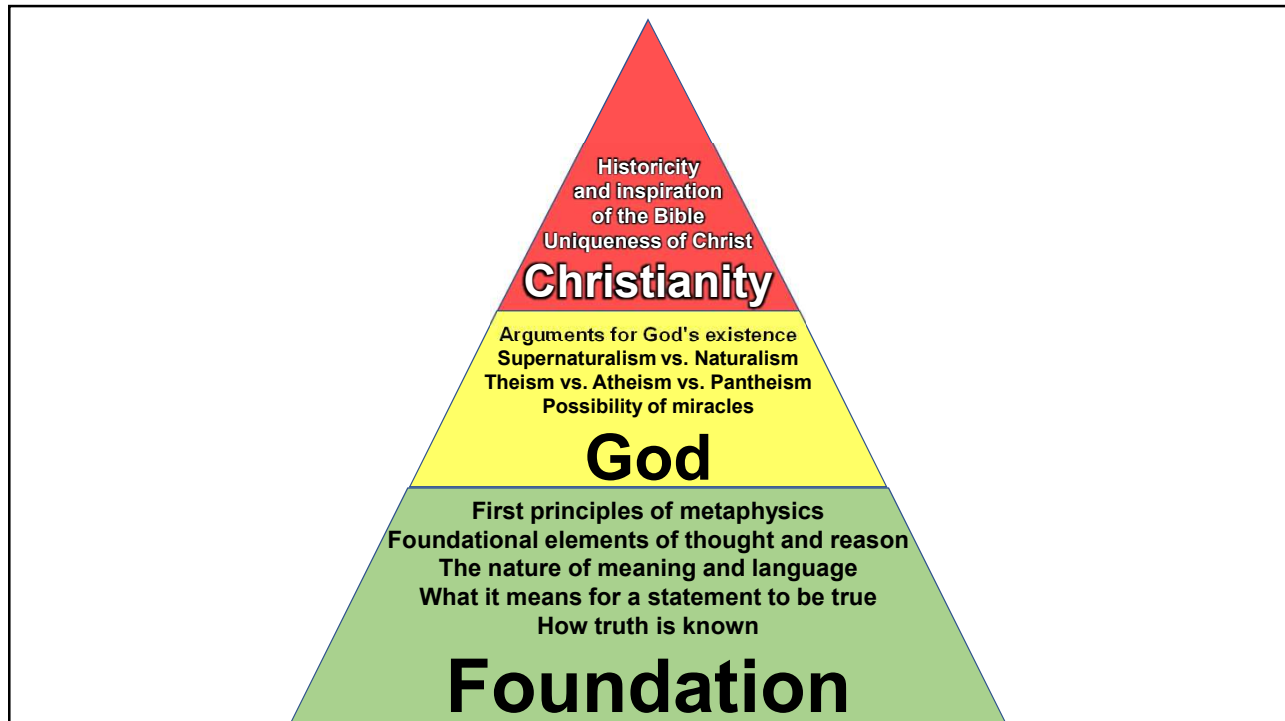 Historicity
and inspiration
of the Bible
Uniqueness of Christ
Christianity
Arguments for God's existence
Supernaturalism vs. Naturalism
Theism vs. Atheism vs. Pantheism
Possibility of miracles
God
First principles of metaphysics
Foundational elements of thought and reason
The nature of meaning and language
What it means for a statement to be true
How truth is known
Foundation